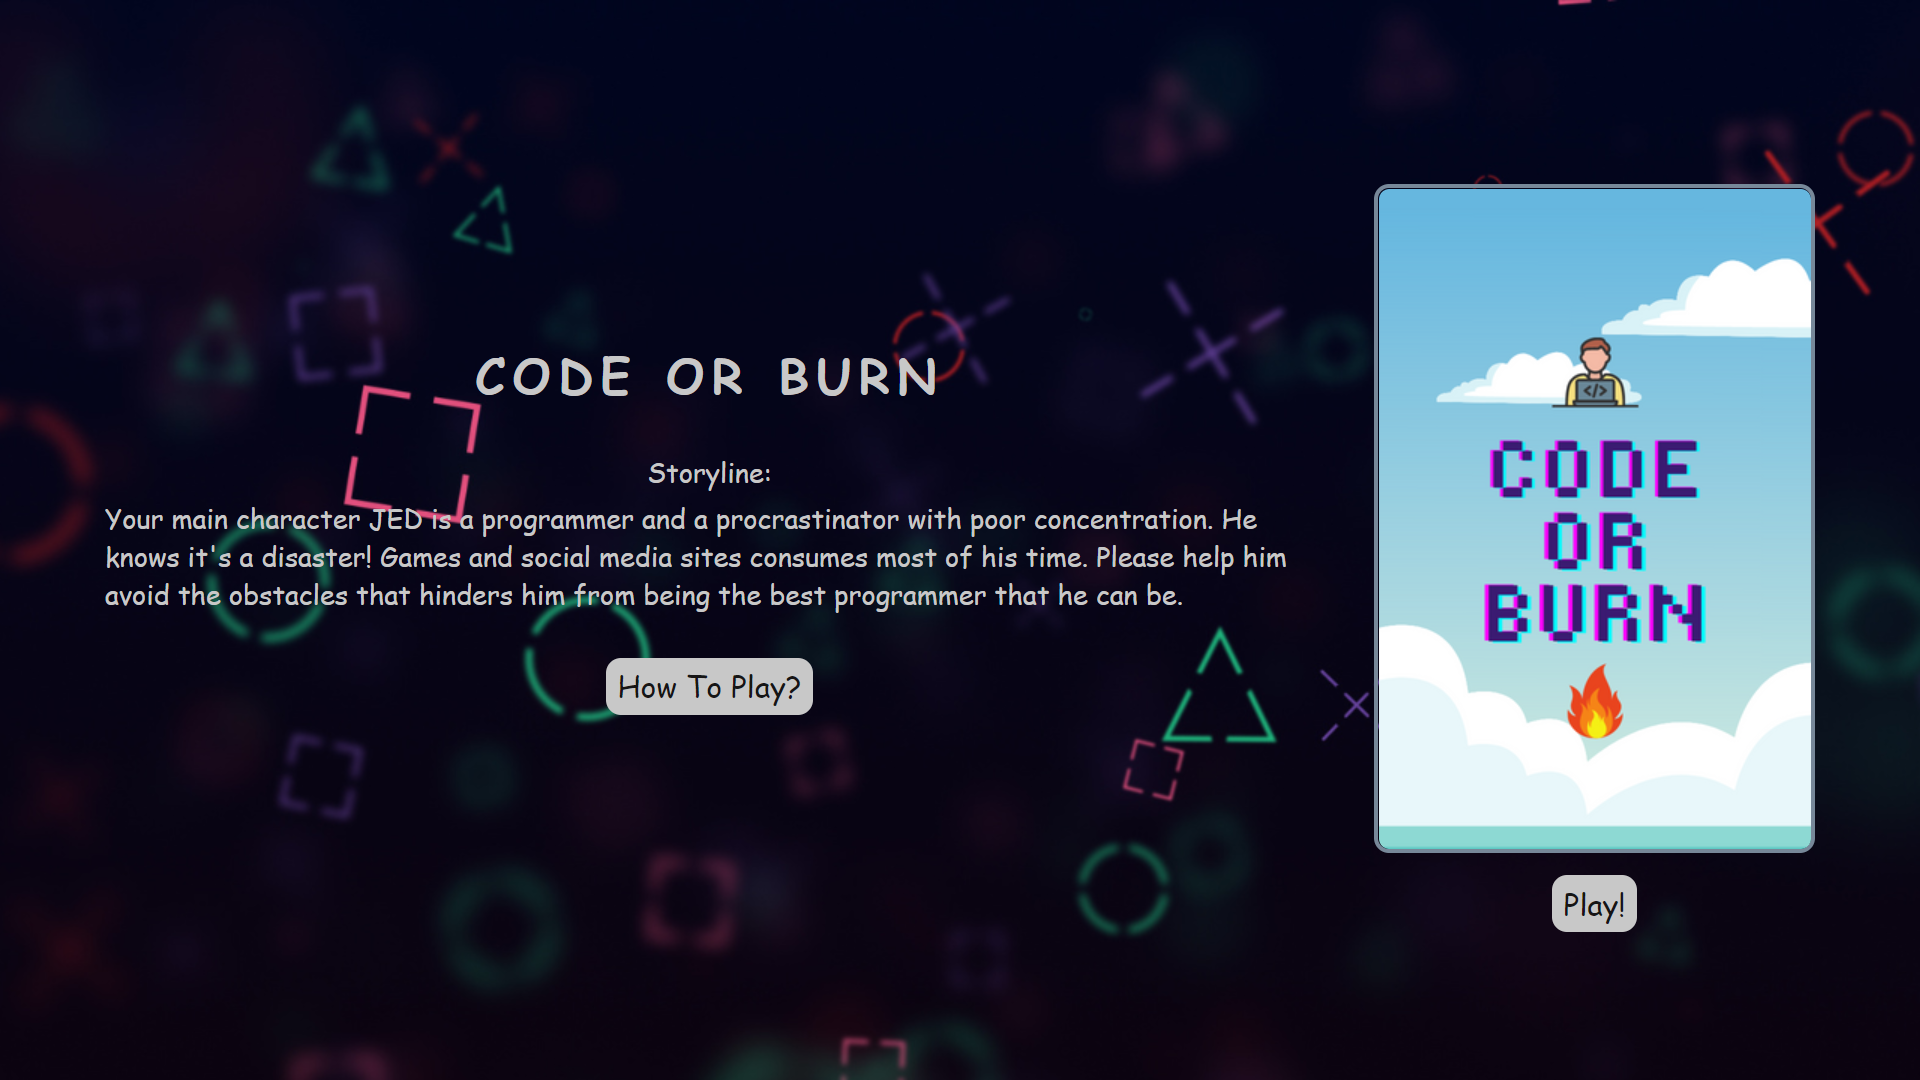 CODE OR BURN
Storyline:
Your main character JED is a programmer and a procrastinator with poor concentration. He
knows it's a disaster! Games and social media sites consumes most of his time. Please help him
avoid the obstacles that hinders him from being the best programmer that he can be.
How To Play?
</>
CODE
OR
BURN
Play!